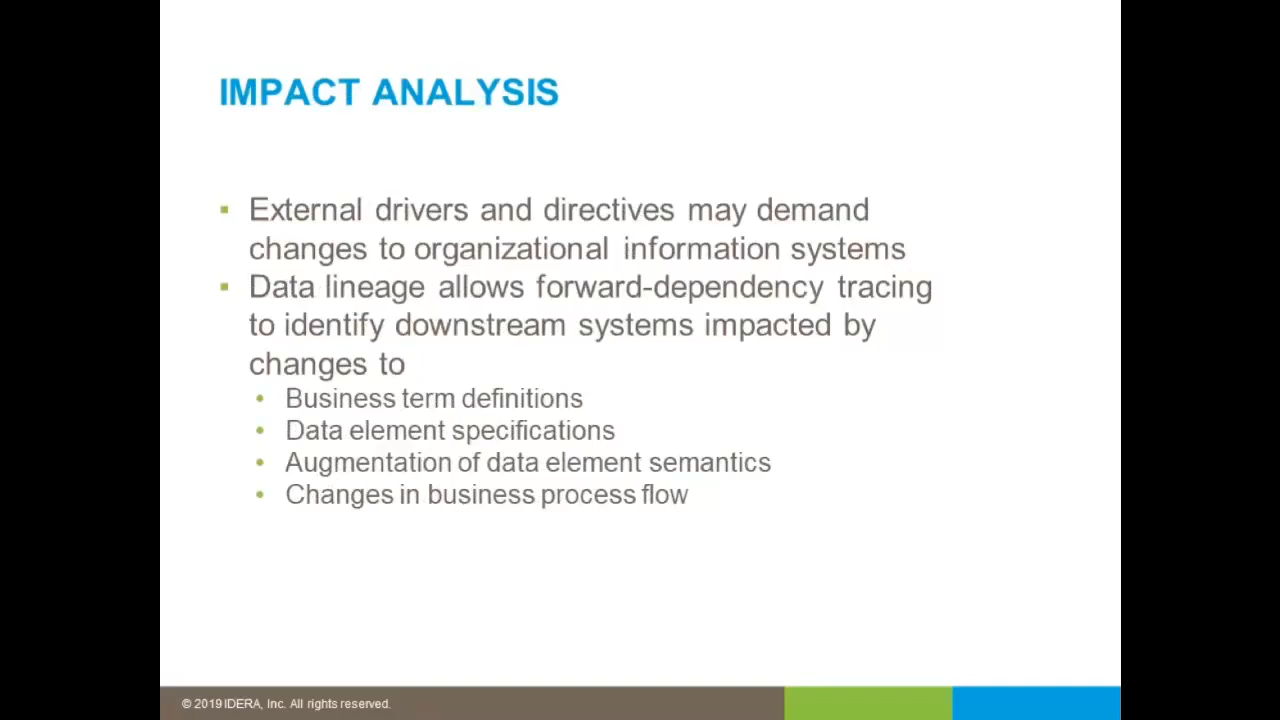 IMPACT ANALYSIS
▪ External drivers and directives may demand
changes to organizational information systems
▪ Data lineage allows forward-dependency tracing
to identify downstream systems impacted by
changes to
• Business term definitions
• Data element specifications
• Augmentation of data element semantics
• Changes in business process flow
© 2019 IDERA, Inc. All rights reserved.